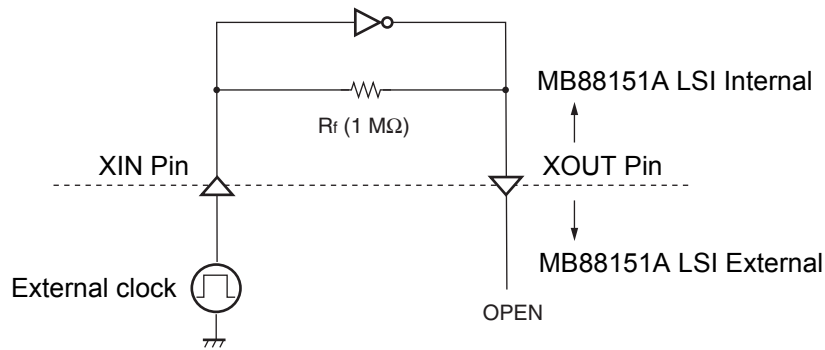 MB88151A LSI Internal
Rf (1 MΩ)
XIN Pin
XOUT Pin
MB88151A LSI External
External clock
OPEN